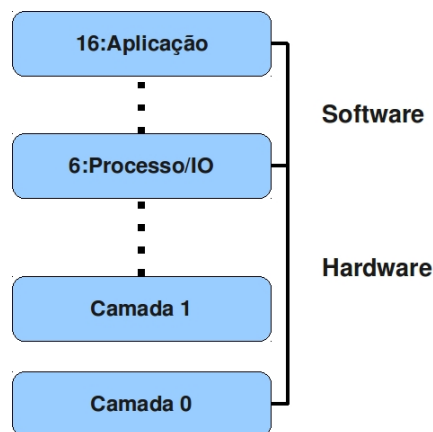 16:Aplicação
Software
6:Processo/IO
Hardware
Camada 1
Camada 0